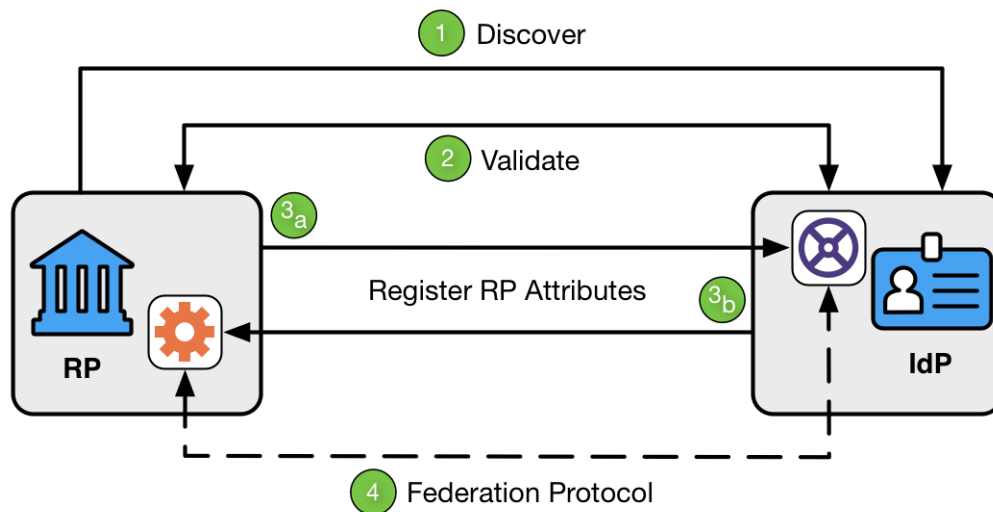 1 Discover
2 Validate
3a
Register RP Attributes
3b
RP
IdP
4 Federation Protocol